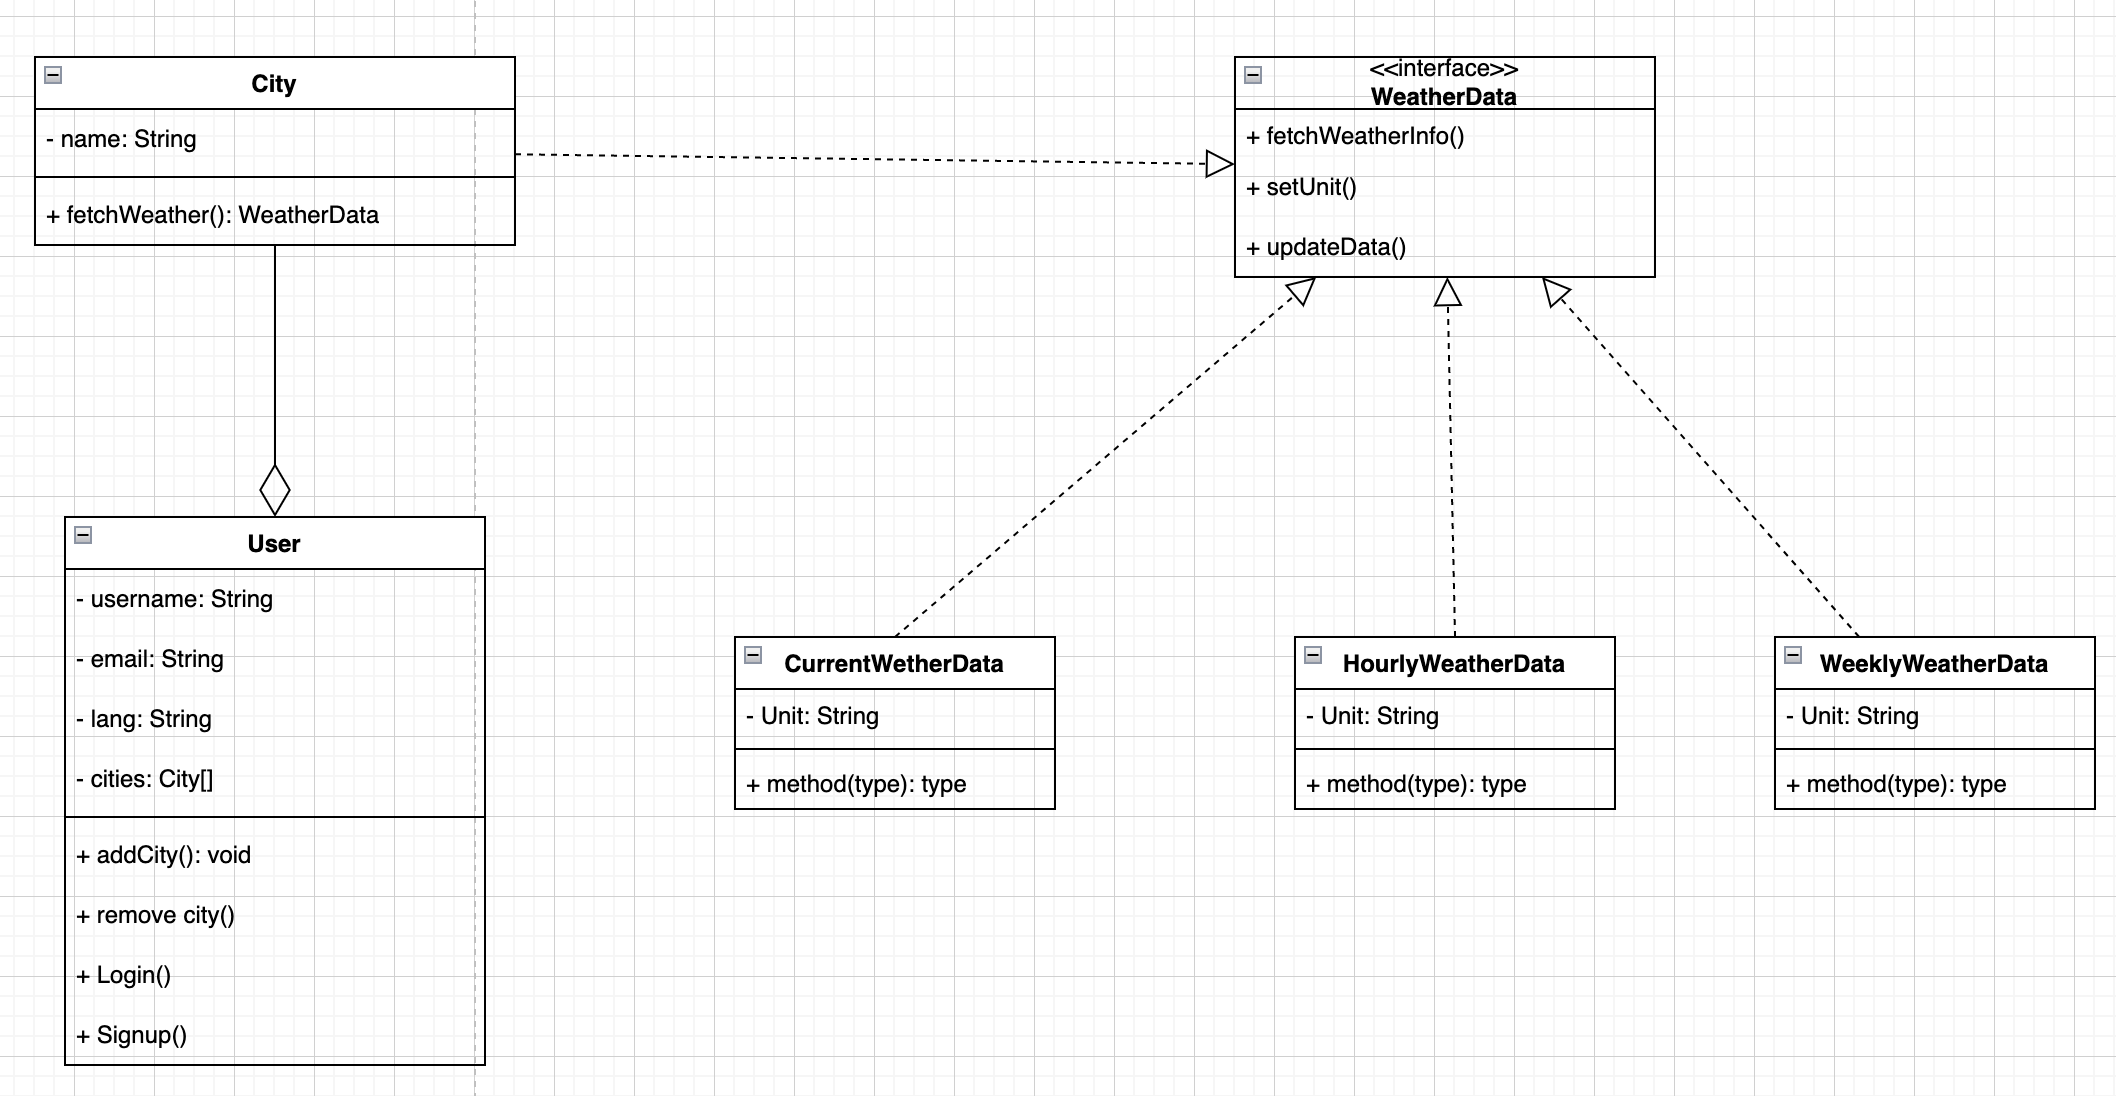 City
- name: String
+ fetchWeather(): WeatherData
<<interface>>
WeatherData
+ fetchWeatherInfo()
+ setUnit()
+ updateData()
User
- username: String
- email: String
- lang: String
- cities: City[]
+ addCity(): void
+ remove city()
+ Login()
+ Signup()
CurrentWetherData
- Unit: String
+ method(type): type
HourlyWeatherData
- Unit: String
+ method(type): type
WeeklyWeatherData
- Unit: String
+ method(type): type